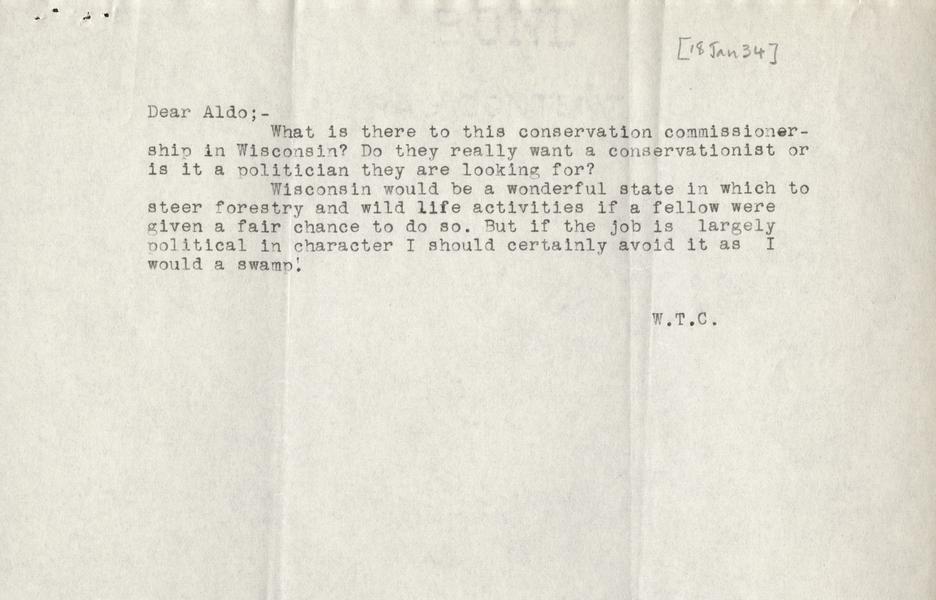 [18 Jan 34]
Dear Aldo;-
What is there to this conservation commissioner-
ship in Wisconsin? Do they really want a conservationist or
is it a politician they are looking for?
Wisconsin would be a wonderful state in which to
steer forestry and wild life activities if a fellow were
given a fair chance to do so. But if the job is largely
political in character I should certainly avoid it as I
would a swamp!
W.T.C.